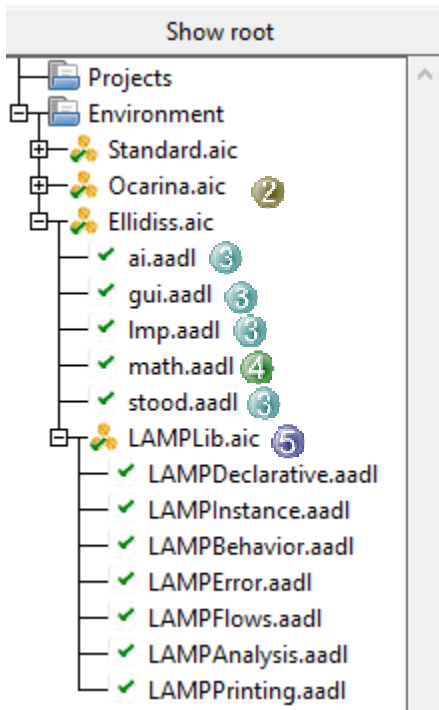 Show root
Projects
Environment
Standard.aic
Ocarina.aic 2
Ellidiss.aic
ai.aadl 3
gui.aadl 3
lmp.aadl 3
math.aadl 4
stood.aadl 3
LAMPLib.aic 5
LAMPDeclarative.aadl
LAMPInstance.aadl
LAMPBehavior.aadl
LAMPError.aadl
LAMPFlows.aadl
LAMPAnalysis.aadl
LAMPPrinting.aadl